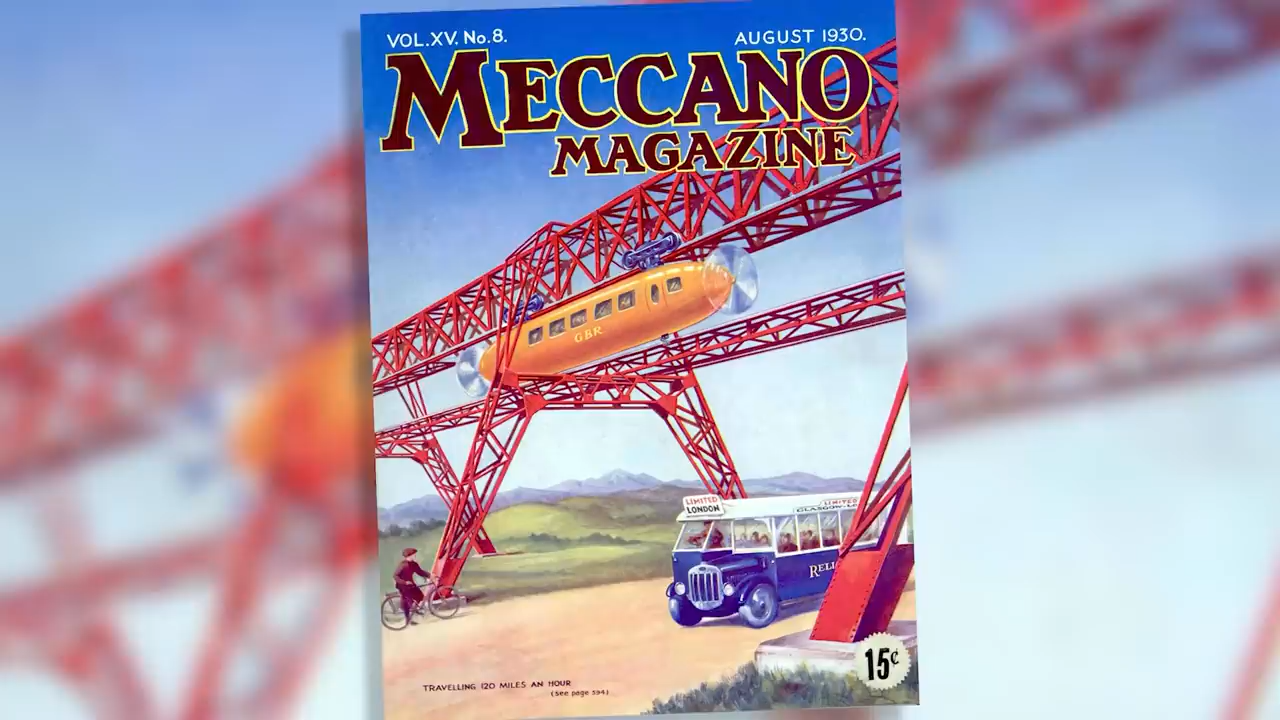 VOL.XV. No.8.
AUGUST 1930.
MECCANO
MAGAZINE
GBR
LIMITED
LONDON
LIMITED
RELI
15¢
TRAVELLING 120 MILES AN HOUR
(See page 594)